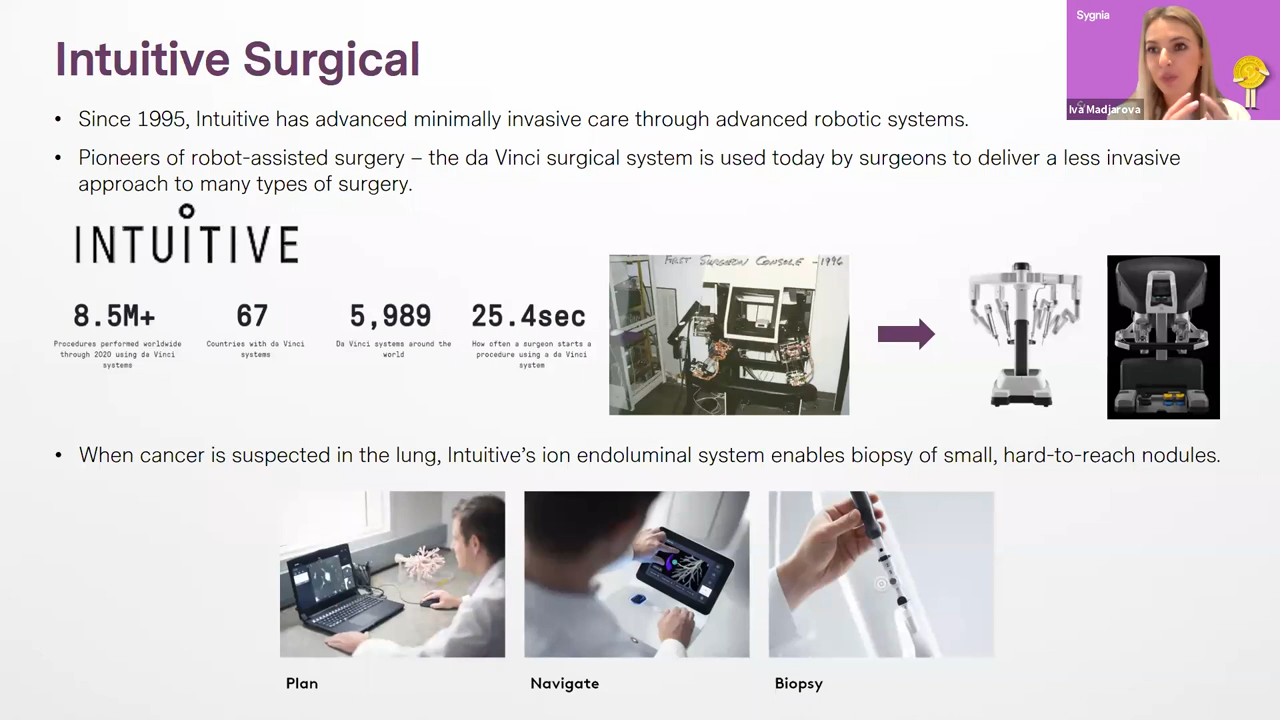 Intuitive Surgical
Sygnia
Iva Madjarova
• Since 1995, Intuitive has advanced minimally invasive care through advanced robotic systems.
• Pioneers of robot-assisted surgery – the da Vinci surgical system is used today by surgeons to deliver a less invasive
approach to many types of surgery.
INTUITIVE
8.5M+
Procedures performed worldwide
through 2020 using da Vinci
systems
67
Countries with da Vinci
systems
5,989
Da Vinci systems around the
world
25.4sec
How often a surgeon starts a
procedure using a da Vinci
system
FIRST SURGEON CONSOLE - 1996
• When cancer is suspected in the lung, Intuitive’s ion endoluminal system enables biopsy of small, hard-to-reach nodules.
Plan
Navigate
Biopsy